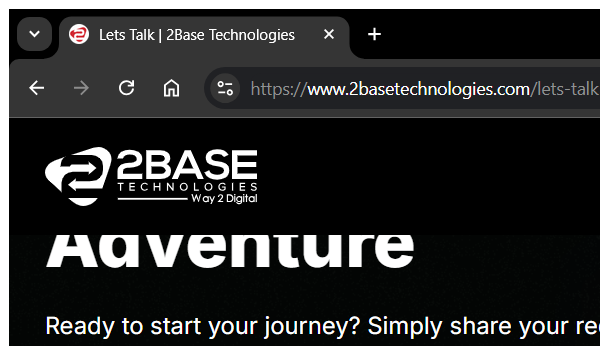 Lets Talk | 2Base Technologies
https://www.2basetechnologies.com/lets-talk
2BASE
TECHNOLOGIES
Way 2 Digital
Adventure
Ready to start your journey? Simply share your re